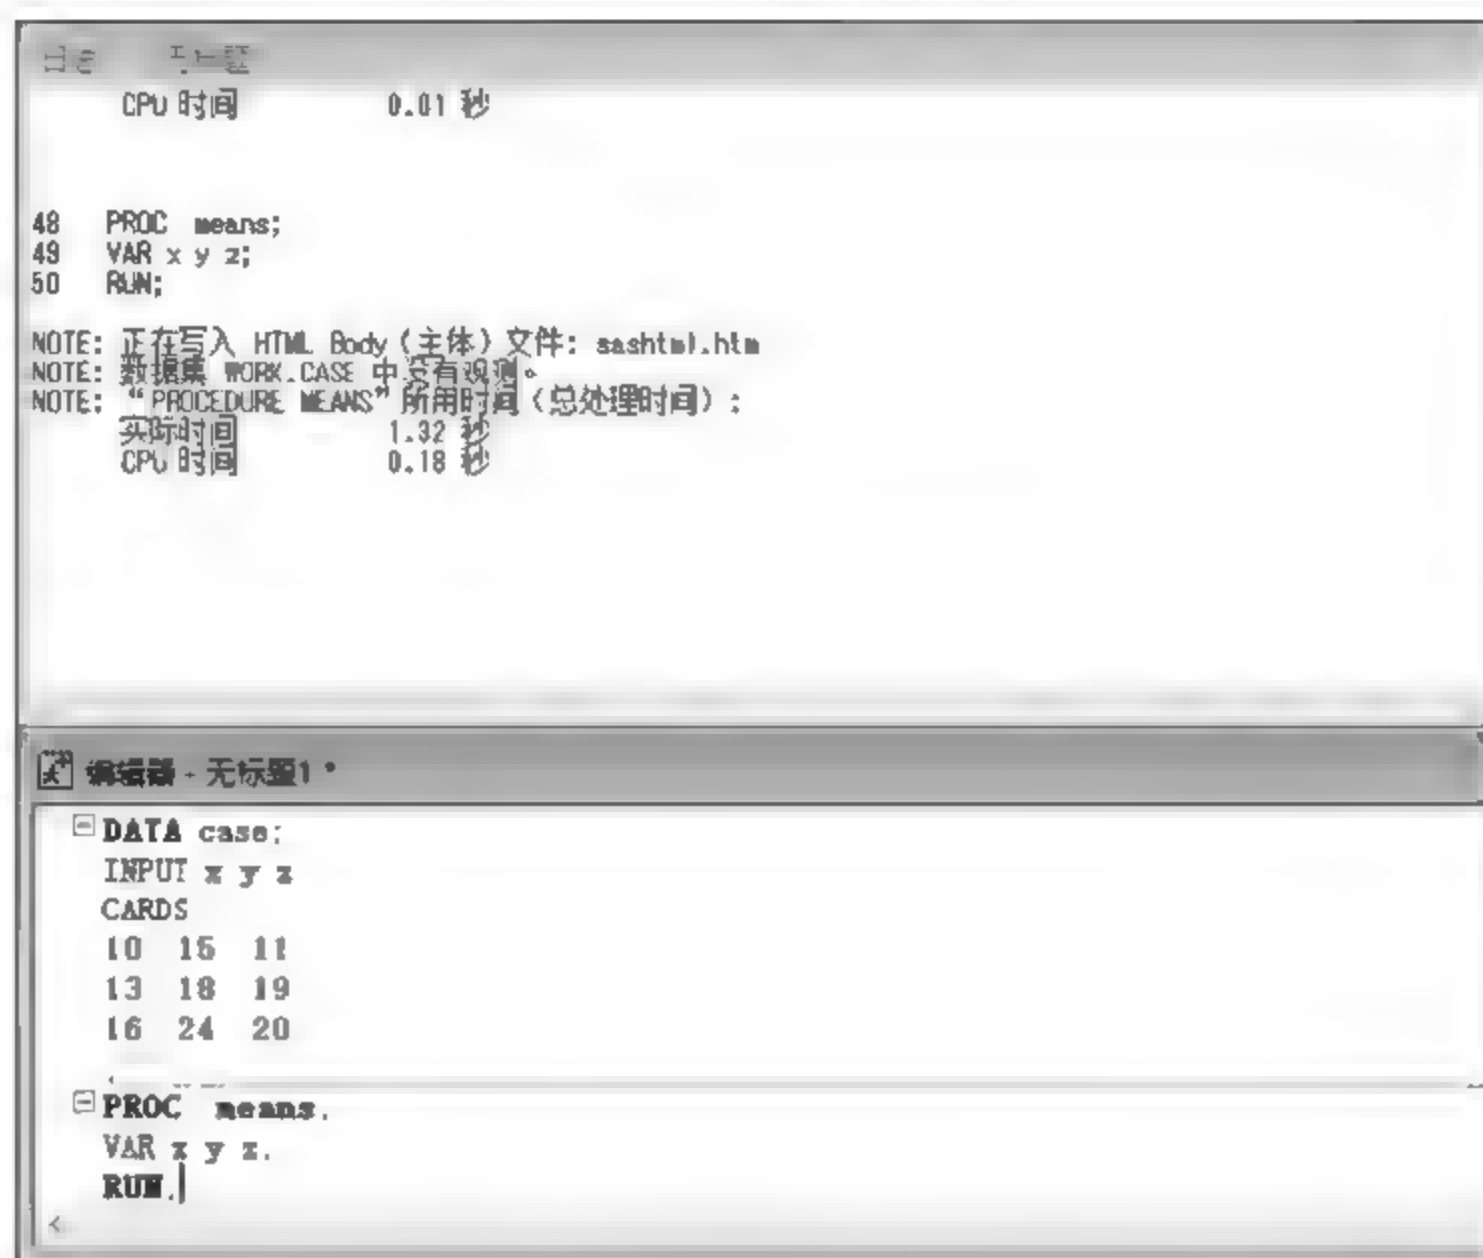 CPU 时间 0.01 秒
48 PROC means;
49 VAR x y z;
50 RUN;
NOTE: 正在写入 HTML Body（主体）文件: sashtml.htm
NOTE: 数据集 WORK.CASE 中没有观测。
NOTE: “PROCEDURE MEANS”所用时间（总处理时间）:
实际时间 1.32 秒
CPU 时间 0.18 秒
编辑器 - 无标题1 *
DATA case;
INPUT x y z
CARDS
10 15 11
13 18 19
16 24 20
PROC means;
VAR x y z;
RUN;